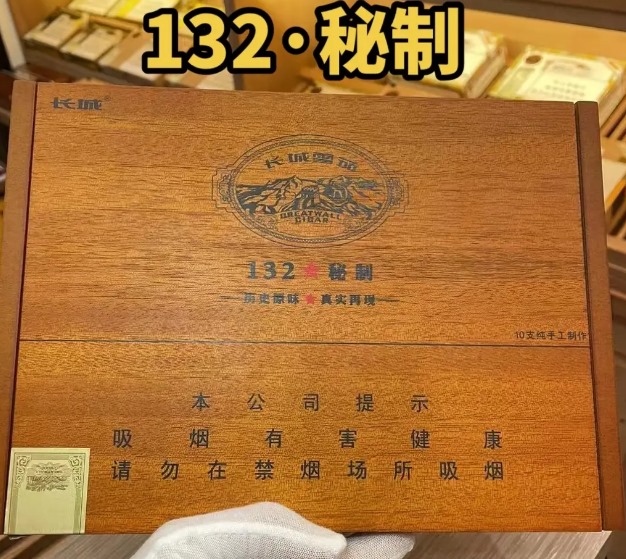 132·秘制
长城
长城雪茄
GREATWALL
CIGAR
132★秘制
历史原味★真实再现
10支纯手工制作
本公司提示
吸烟有害健康
请勿在禁烟场所吸烟